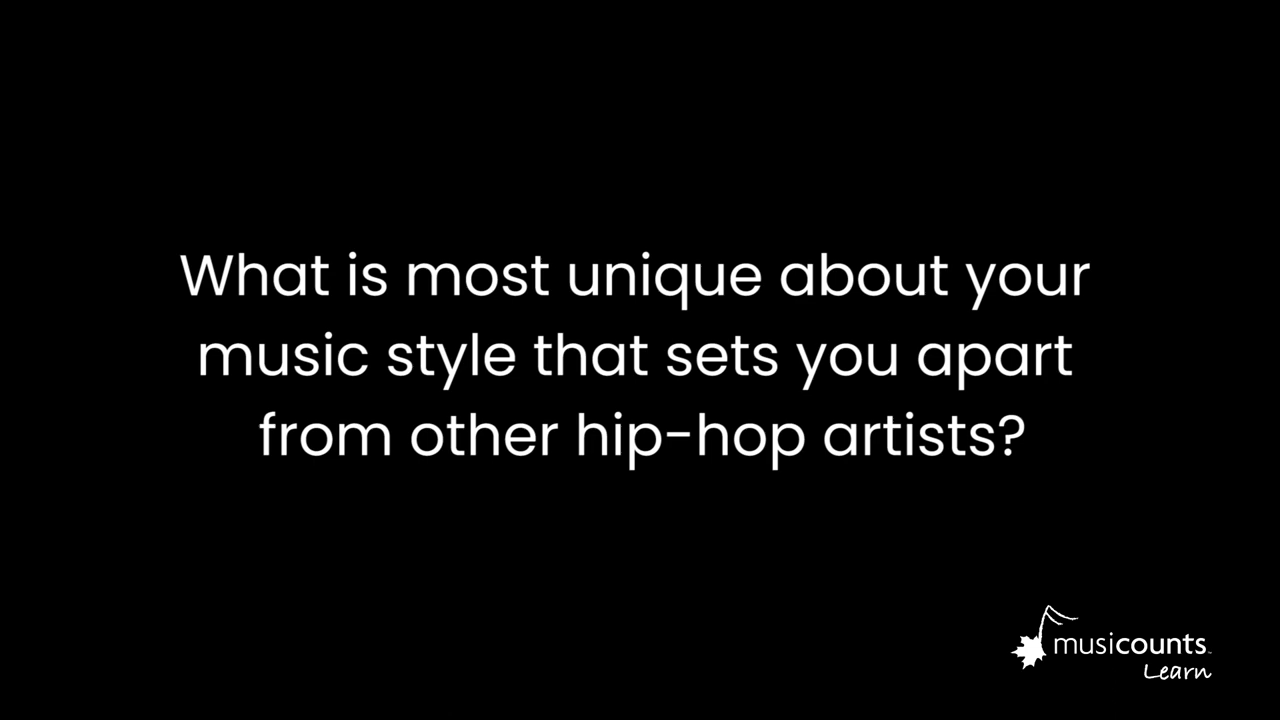 What is most unique about your
music style that sets you apart
from other hip-hop artists?
musicounts
Learn